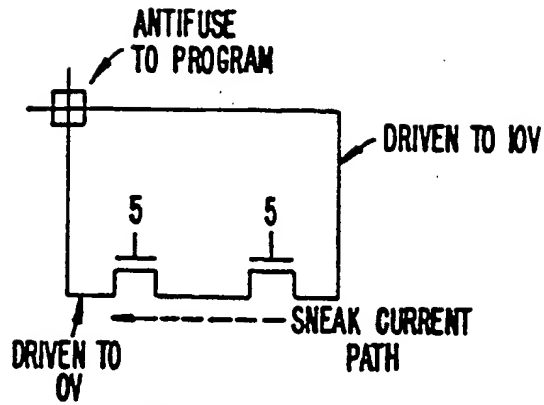 ANTIFUSE
TO PROGRAM
DRIVEN TO 10V
5
5
SNEAK CURRENT
PATH
DRIVEN TO
0V